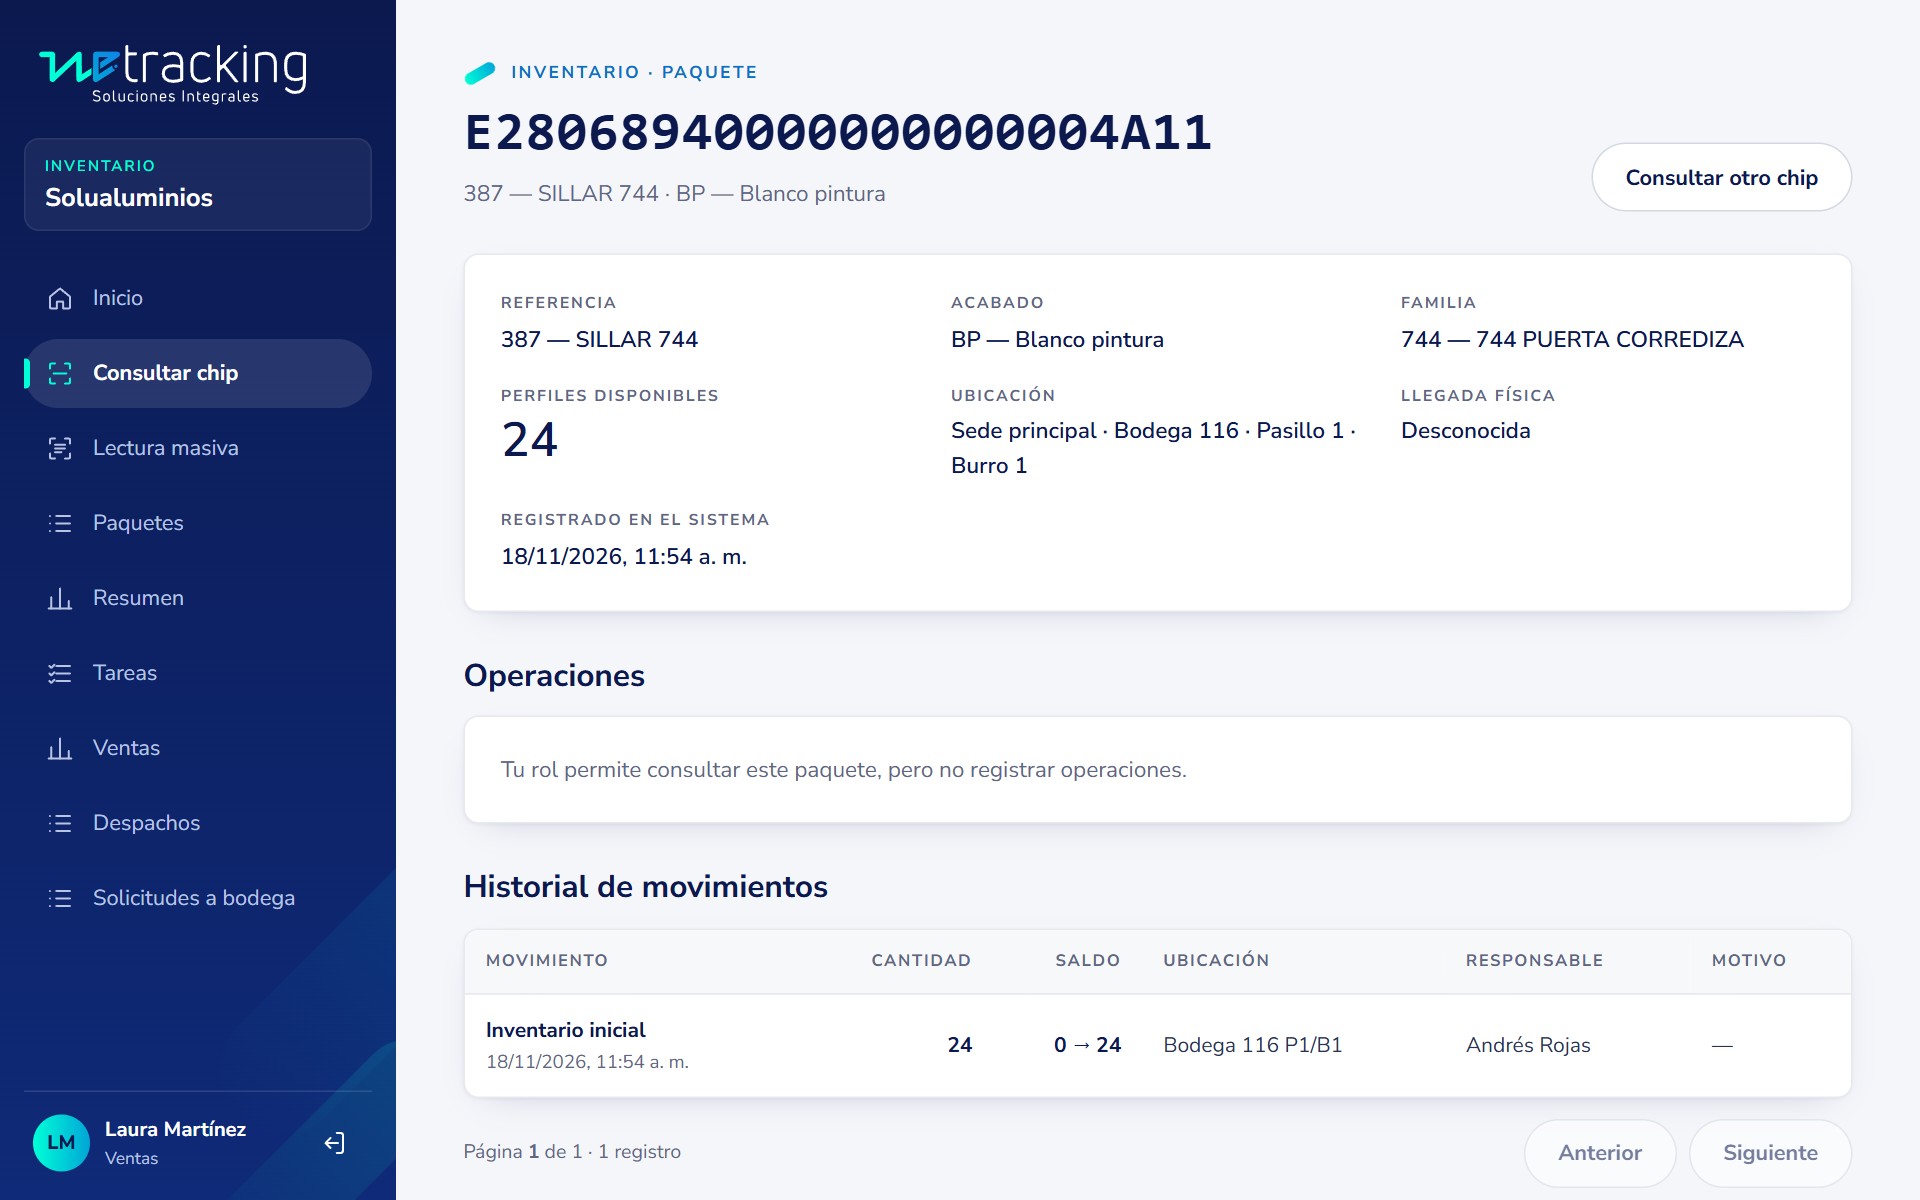 wetracking
Soluciones Integrales
INVENTARIO
Solualuminios
Inicio
Consultar chip
Lectura masiva
Paquetes
Resumen
Tareas
Ventas
Despachos
Solicitudes a bodega
LM
Laura Martínez
Ventas
INVENTARIO · PAQUETE
E28068940000000000004A11
387 — SILLAR 744 · BP — Blanco pintura
Consultar otro chip
REFERENCIA
387 — SILLAR 744
ACABADO
BP — Blanco pintura
FAMILIA
744 — 744 PUERTA CORREDIZA
PERFILES DISPONIBLES
24
UBICACIÓN
Sede principal · Bodega 116 · Pasillo 1 ·
Burro 1
LLEGADA FÍSICA
Desconocida
REGISTRADO EN EL SISTEMA
18/11/2026, 11:54 a. m.
Operaciones
Tu rol permite consultar este paquete, pero no registrar operaciones.
Historial de movimientos
MOVIMIENTO CANTIDAD SALDO UBICACIÓN RESPONSABLE MOTIVO
Inventario inicial
18/11/2026, 11:54 a. m.
24 0 → 24 Bodega 116 P1/B1 Andrés Rojas —
Página 1 de 1 · 1 registro
Anterior
Siguiente